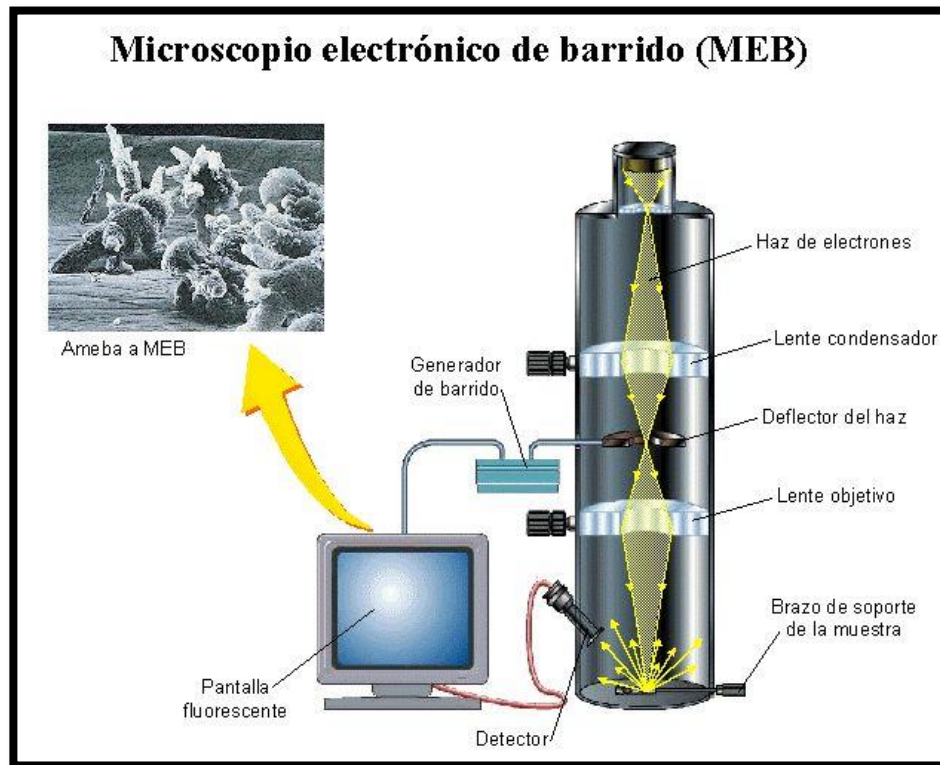 Microscopio electrónico de barrido (MEB)
Ameba a MEB
Generador
de barrido
Haz de electrones
Lente condensador
Deflector del haz
Lente objetivo
Brazo de soporte
de la muestra
Pantalla
fluorescente
Detector